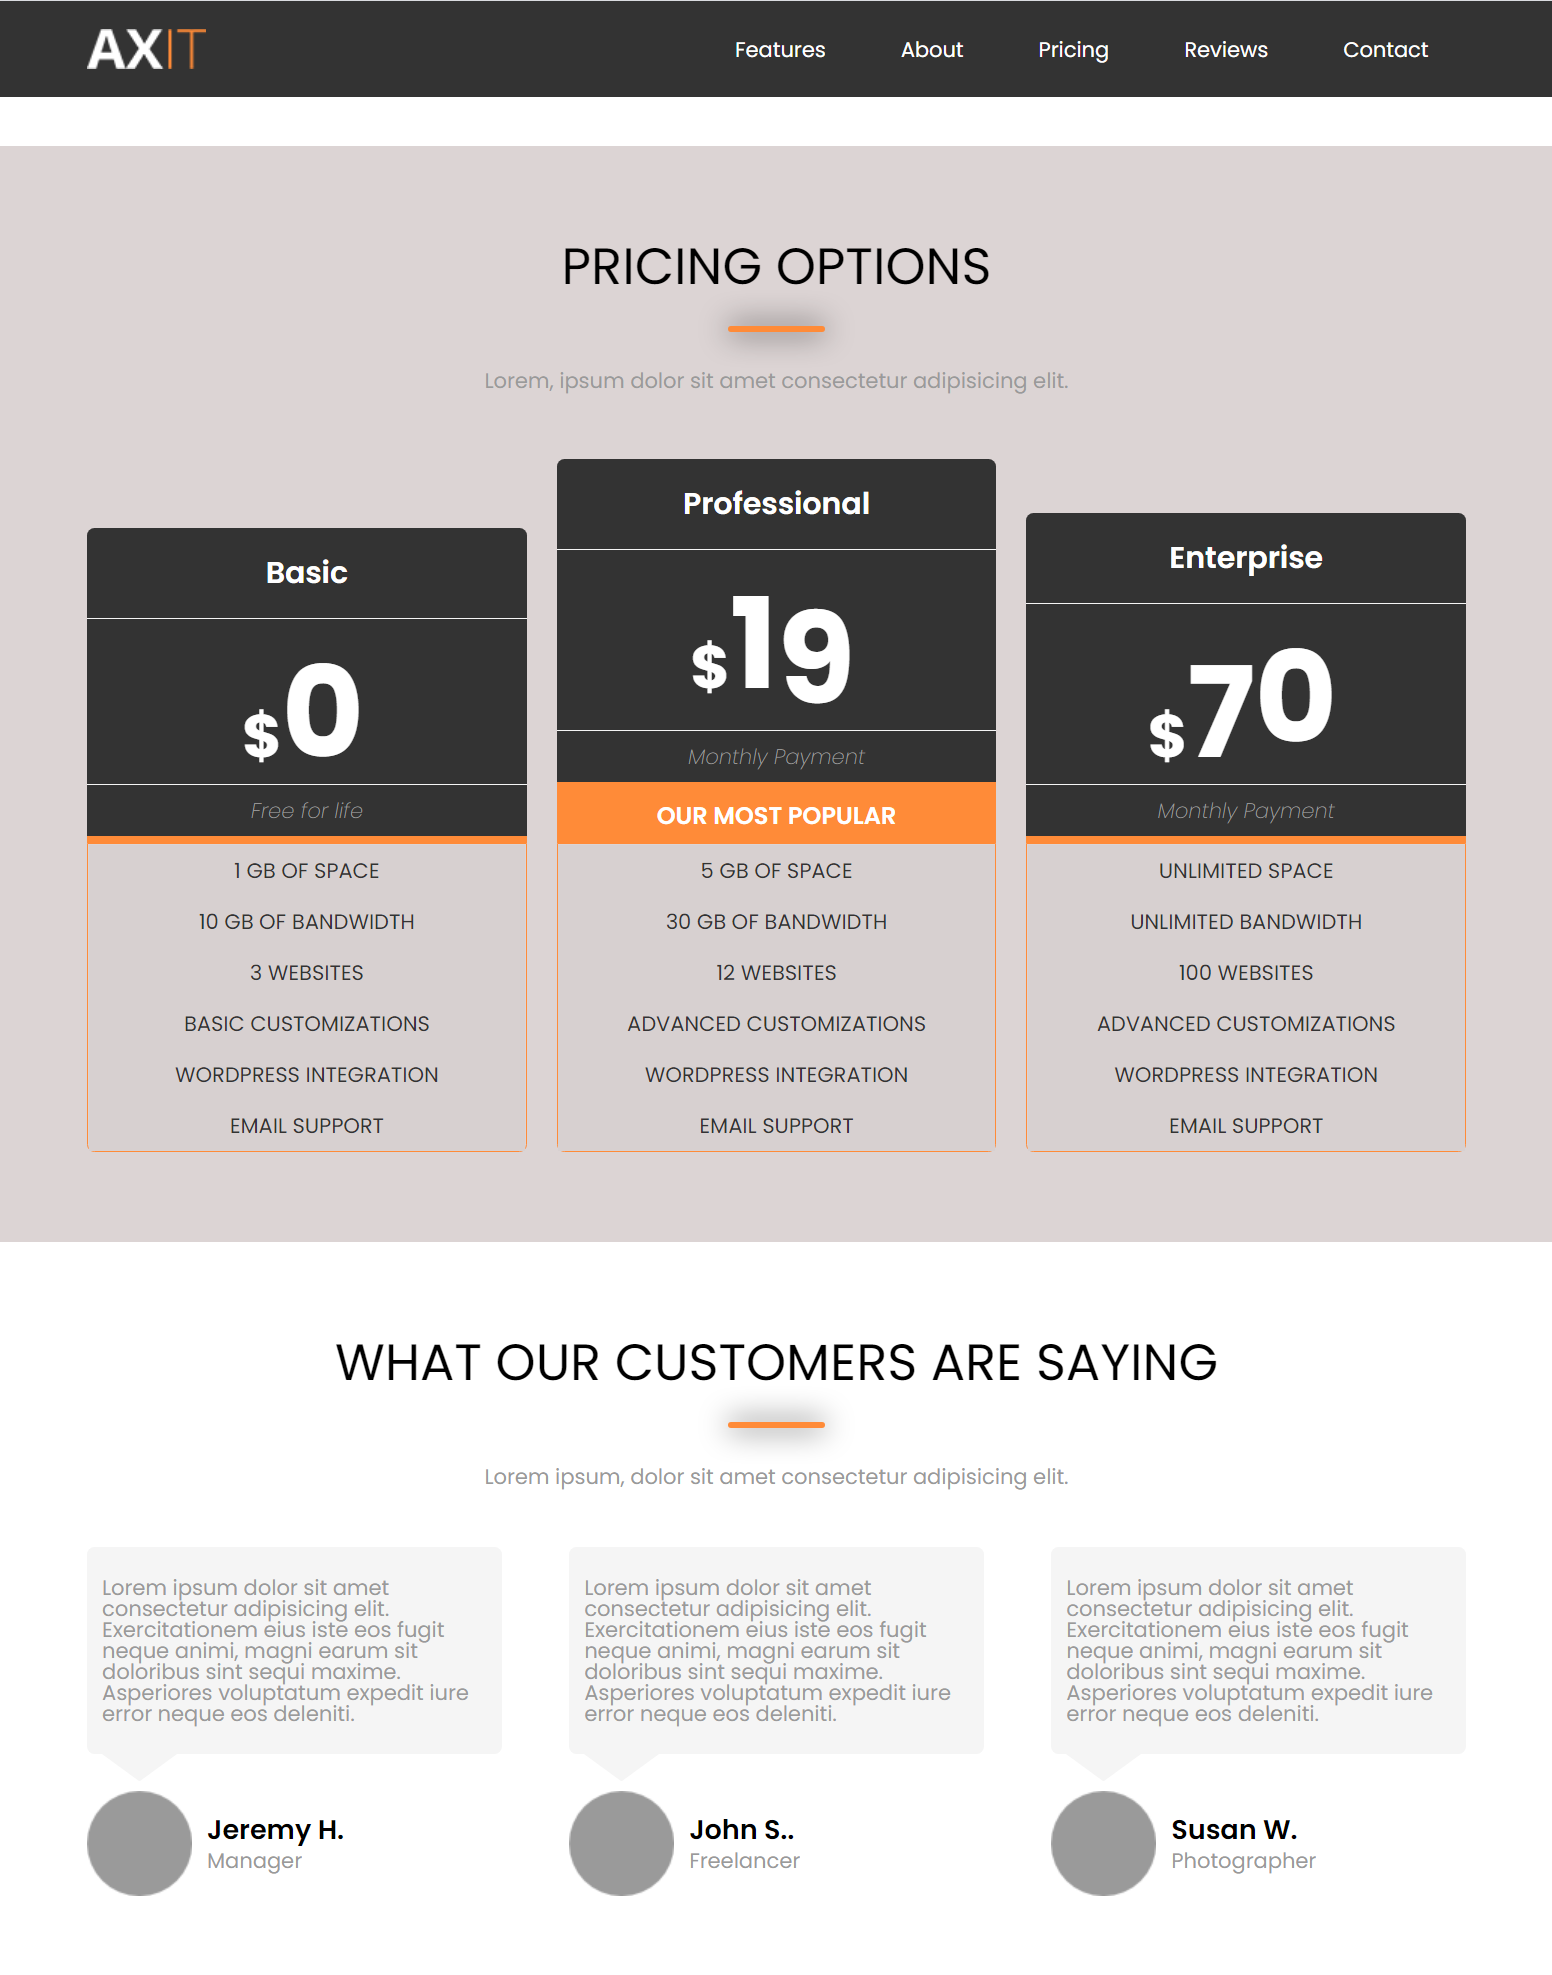 AXIT
Features About Pricing Reviews Contact
PRICING OPTIONS
Lorem, ipsum dolor sit amet consectetur adipisicing elit.
Basic
$0
Free for life
1 GB OF SPACE
10 GB OF BANDWIDTH
3 WEBSITES
BASIC CUSTOMIZATIONS
WORDPRESS INTEGRATION
EMAIL SUPPORT
Professional
$19
Monthly Payment
OUR MOST POPULAR
5 GB OF SPACE
30 GB OF BANDWIDTH
12 WEBSITES
ADVANCED CUSTOMIZATIONS
WORDPRESS INTEGRATION
EMAIL SUPPORT
Enterprise
$70
Monthly Payment
UNLIMITED SPACE
UNLIMITED BANDWIDTH
100 WEBSITES
ADVANCED CUSTOMIZATIONS
WORDPRESS INTEGRATION
EMAIL SUPPORT
WHAT OUR CUSTOMERS ARE SAYING
Lorem ipsum, dolor sit amet consectetur adipisicing elit.
Lorem ipsum dolor sit amet
consectetur adipisicing elit.
Exercitationem eius iste eos fugit
neque animi, magni earum sit
doloribus sint sequi maxime.
Asperiores voluptatum expedit iure
error neque eos deleniti.
Jeremy H.
Manager
Lorem ipsum dolor sit amet
consectetur adipisicing elit.
Exercitationem eius iste eos fugit
neque animi, magni earum sit
doloribus sint sequi maxime.
Asperiores voluptatum expedit iure
error neque eos deleniti.
John S..
Freelancer
Lorem ipsum dolor sit amet
consectetur adipisicing elit.
Exercitationem eius iste eos fugit
neque animi, magni earum sit
doloribus sint sequi maxime.
Asperiores voluptatum expedit iure
error neque eos deleniti.
Susan W.
Photographer